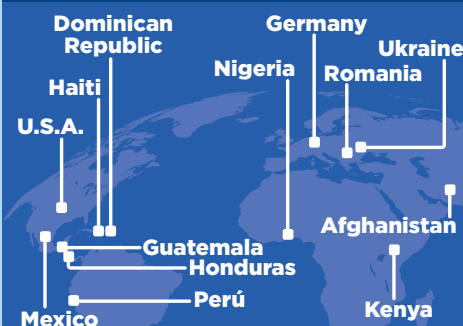 Dominican
Republic
Germany
Ukraine
Nigeria
Romania
Haiti
U.S.A.
Afghanistan
Guatemala
Honduras
Perú
Kenya
Mexico